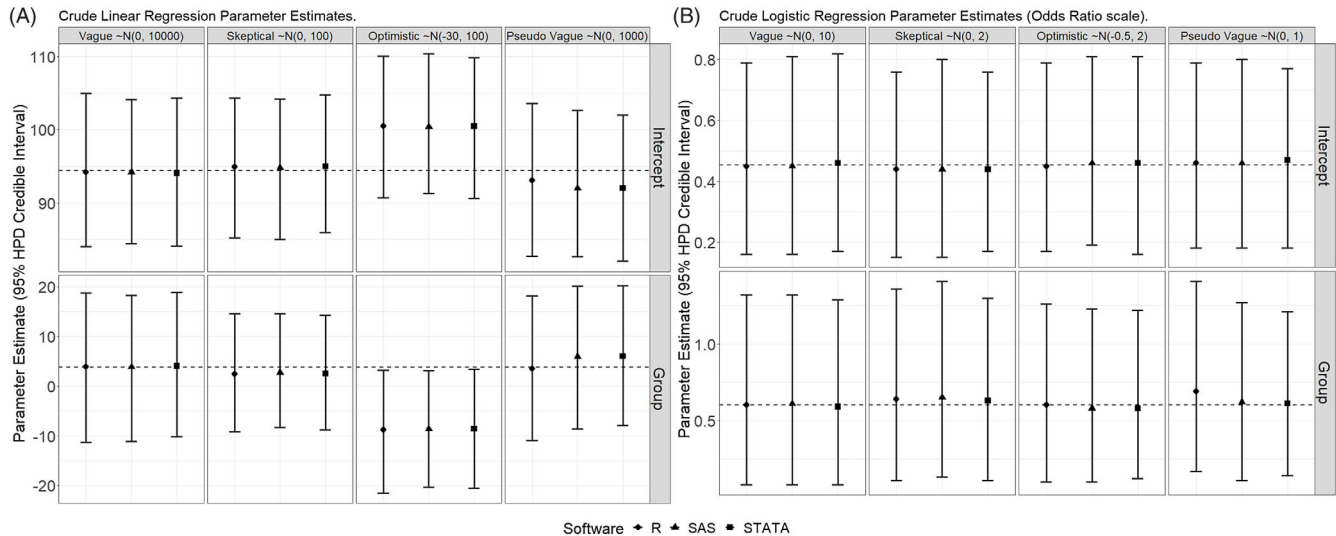 (A)
Crude Linear Regression Parameter Estimates.
Vague ~N(0, 10000)
Skeptical ~N(0, 100)
Optimistic ~N(-30, 100)
Pseudo Vague ~N(0, 1000)
Parameter Estimate (95% HPD Credible Interval)
110
100
90
Intercept
20
10
0
-10
-20
Group
(B)
Crude Logistic Regression Parameter Estimates (Odds Ratio scale).
Vague ~N(0, 10)
Skeptical ~N(0, 2)
Optimistic ~N(-0.5, 2)
Pseudo Vague ~N(0, 1)
Parameter Estimate (95% HPD Credible Interval)
0.8
0.6
0.4
0.2
Intercept
1.0
0.5
Group
Software R SAS STATA